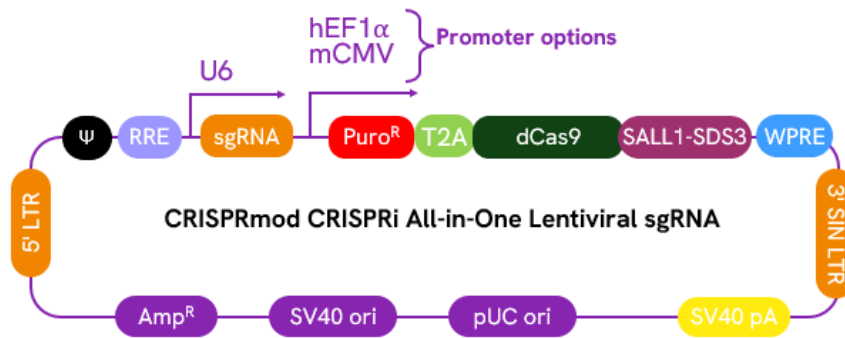 hEF1α
mCMV
Promoter options
U6
Ψ
RRE
sgRNA
Puroᴿ
T2A
dCas9
SALL1-SDS3
WPRE
5' LTR
CRISPRmod CRISPRi All-in-One Lentiviral sgRNA
3' SIN LTR
Ampᴿ
SV40 ori
pUC ori
SV40 pA